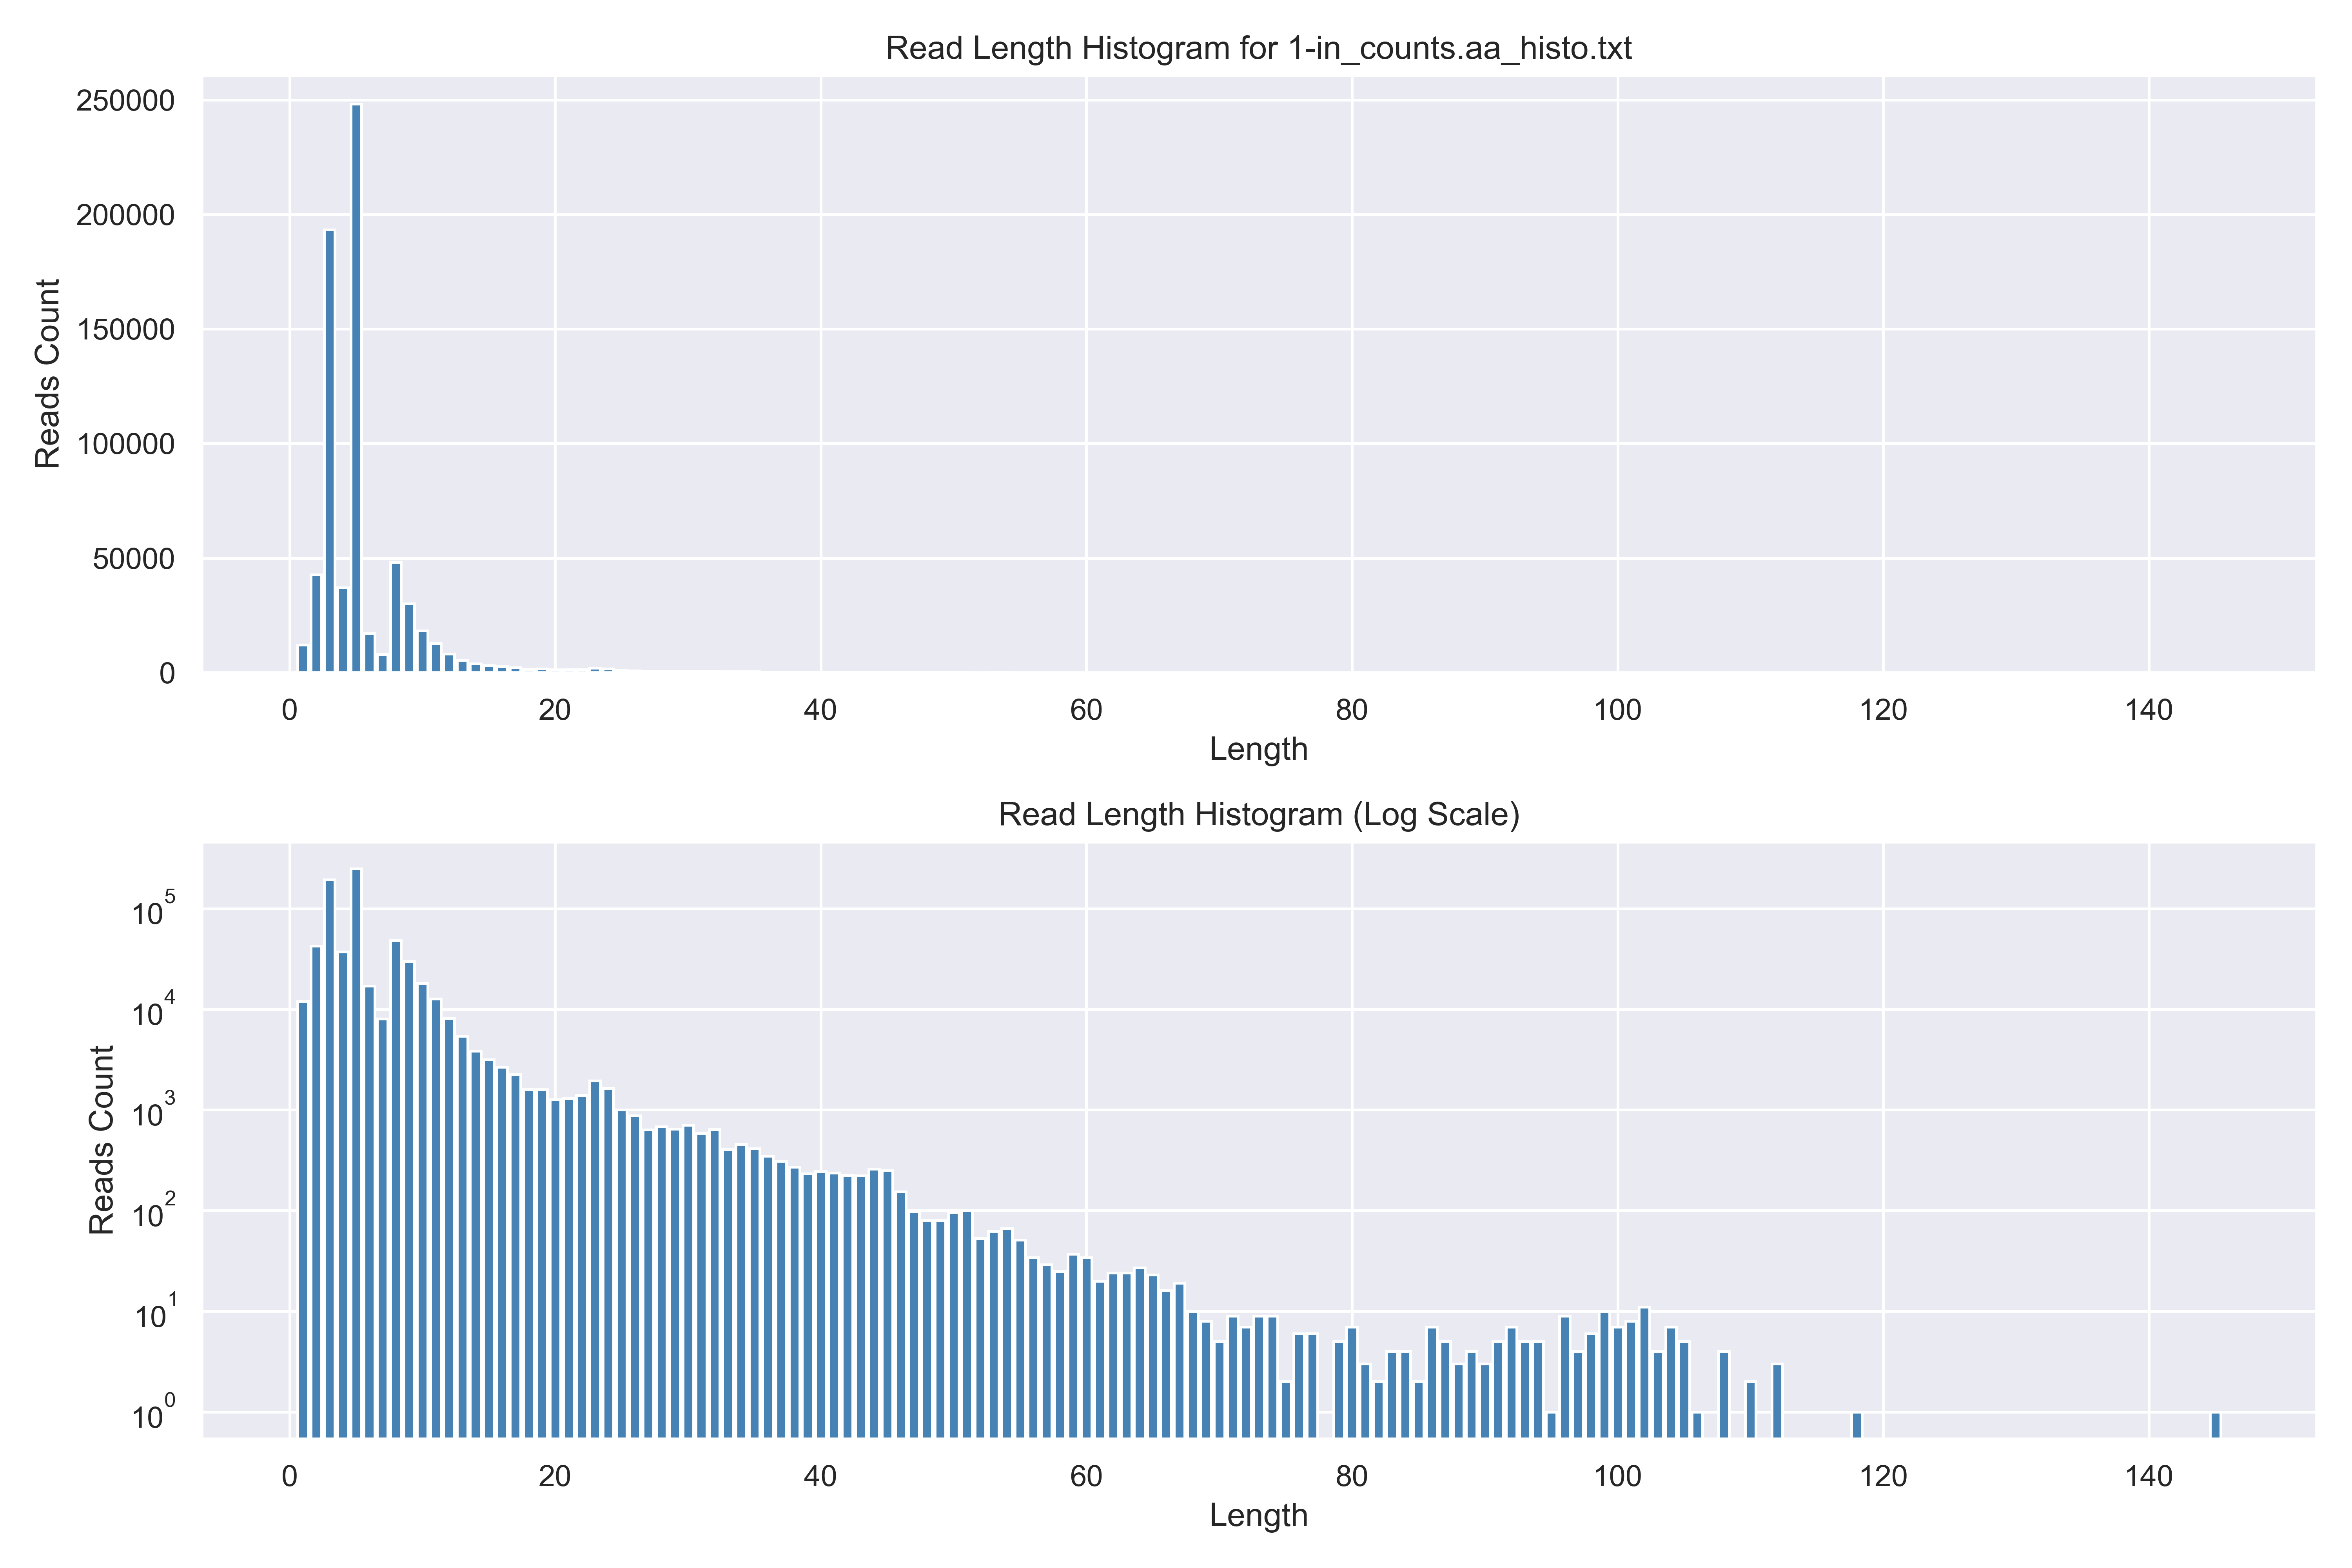 Read Length Histogram for 1-in_counts.aa_histo.txt
250000
200000
150000
100000
50000
0
Reads Count
0 20 40 60 80 100 120 140
Length
Read Length Histogram (Log Scale)
10^5
10^4
10^3
10^2
10^1
10^0
Reads Count
0 20 40 60 80 100 120 140
Length